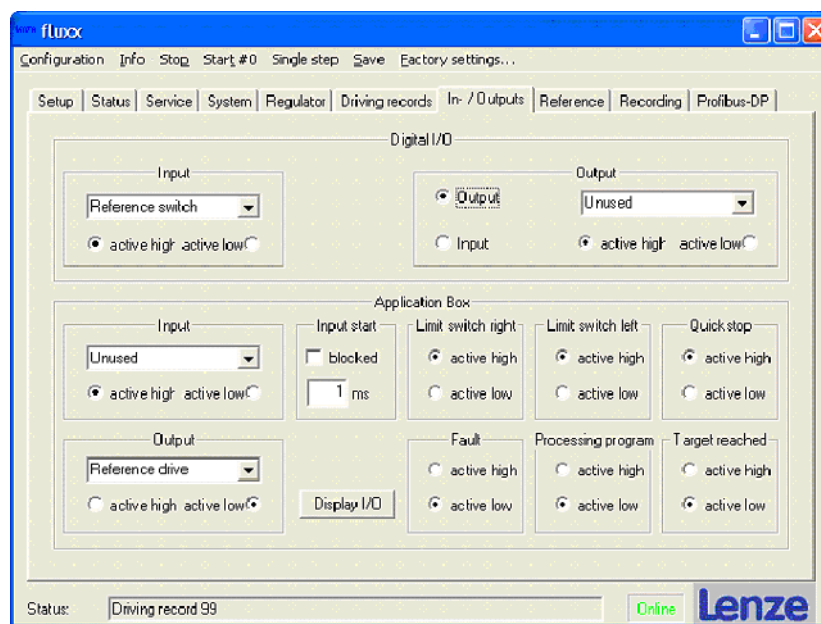 Lenze fluxx
Configuration Info Stop Start #0 Single step Save Factory settings...
Setup Status Service System Regulator Driving records In- / Outputs Reference Recording Profibus-DP
Digital I/O
Input
Reference switch
active high active low
Output
Output
Unused
Input
active high active low
Application Box
Input
Unused
active high active low
Input start
blocked
1 ms
Limit switch right
active high
active low
Limit switch left
active high
active low
Quick stop
active high
active low
Output
Reference drive
active high active low
Display I/O
Fault
active high
active low
Processing program
active high
active low
Target reached
active high
active low
Status: Driving record 99 Online Lenze